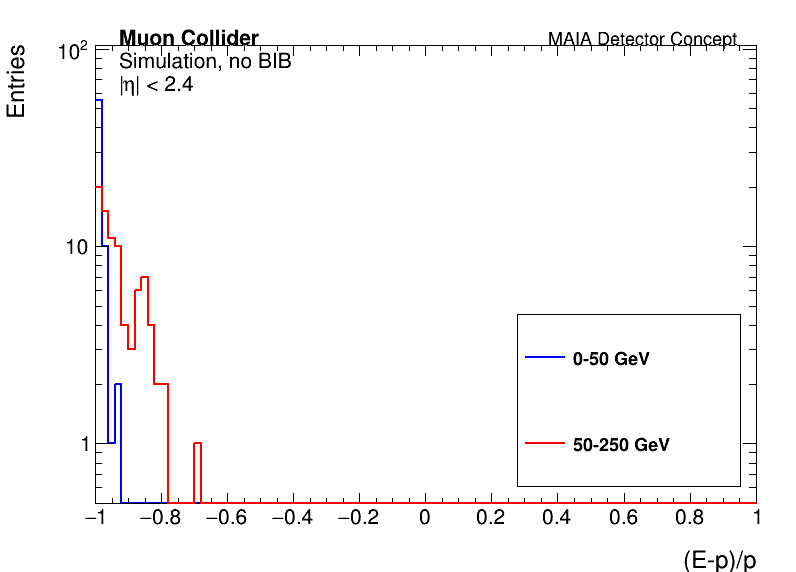 Muon Collider
MAIA Detector Concept
Simulation, no BIB
|η| < 2.4
Entries
10²
10
1
0-50 GeV
50-250 GeV
−1 −0.8 −0.6 −0.4 −0.2 0 0.2 0.4 0.6 0.8 1
(E-p)/p